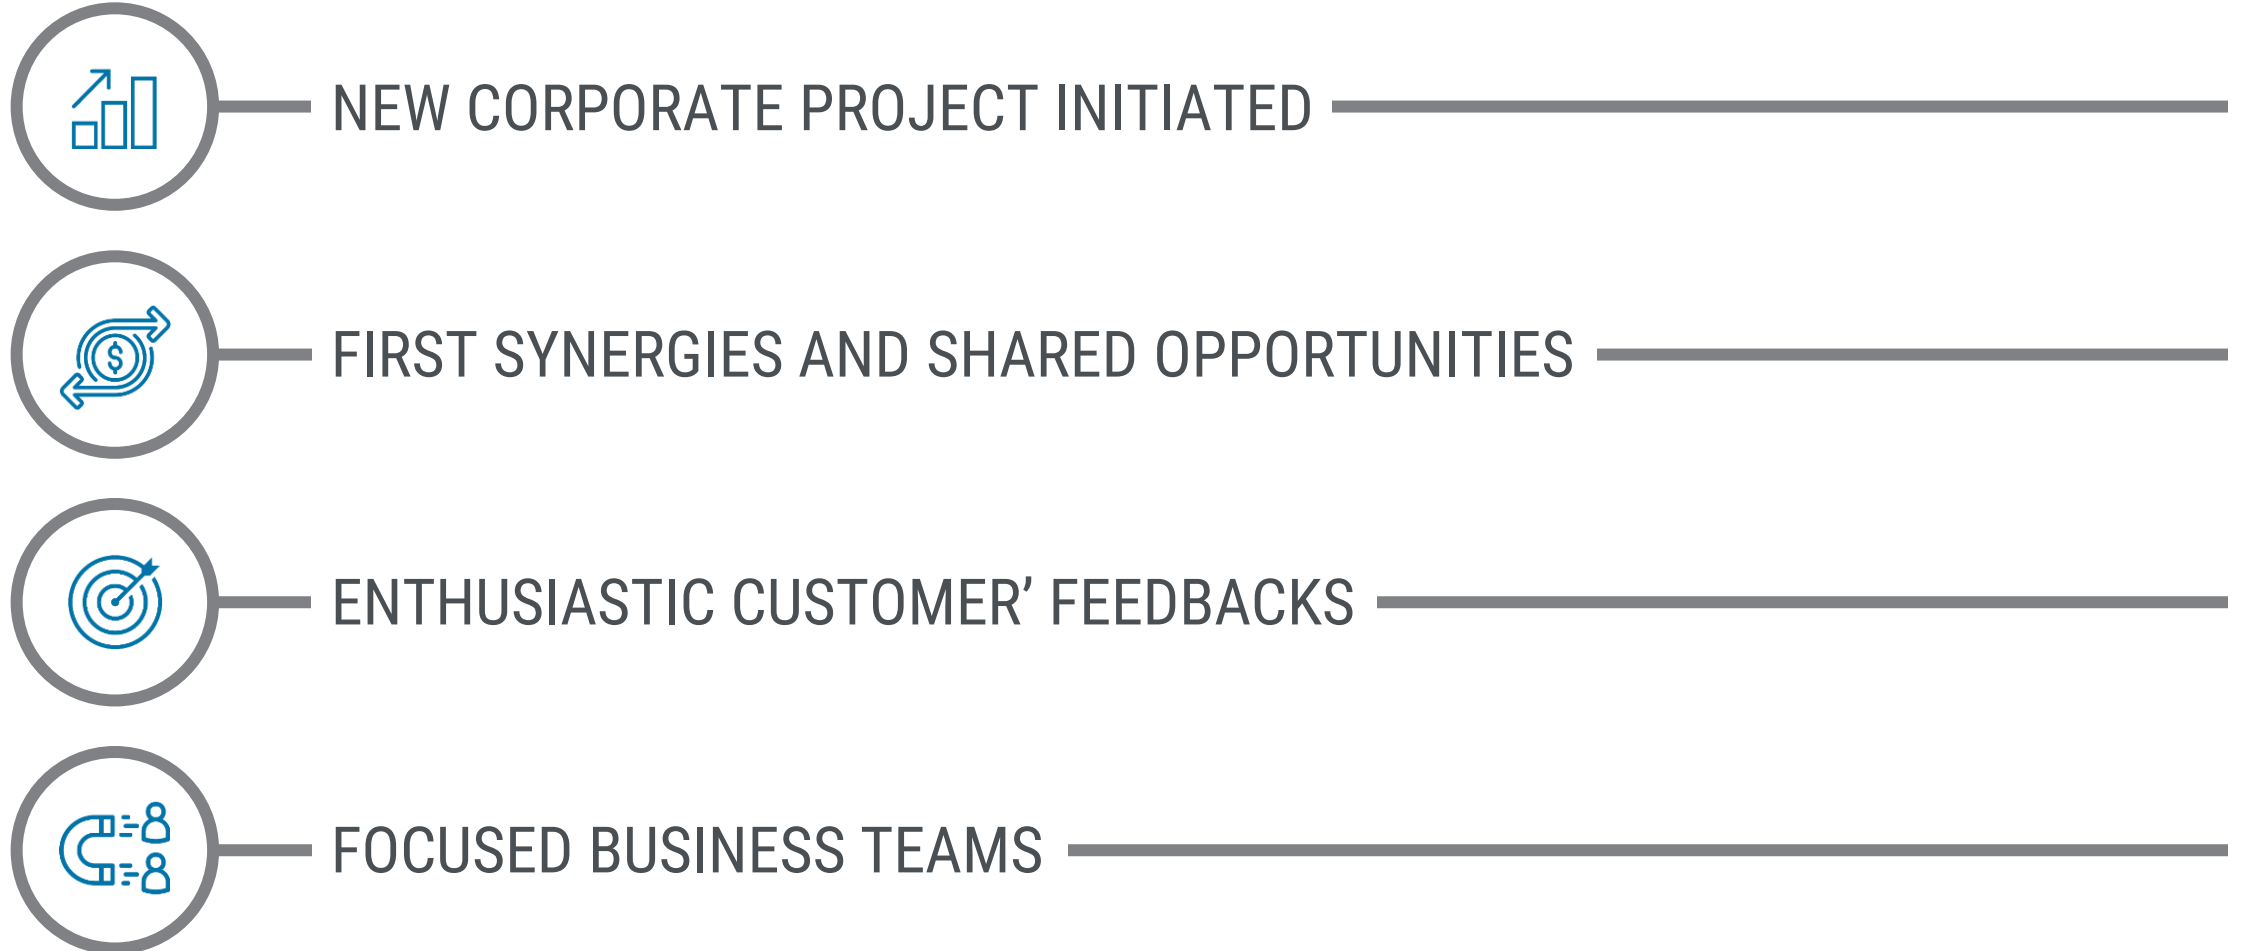 NEW CORPORATE PROJECT INITIATED
$
FIRST SYNERGIES AND SHARED OPPORTUNITIES
ENTHUSIASTIC CUSTOMER’ FEEDBACKS
FOCUSED BUSINESS TEAMS